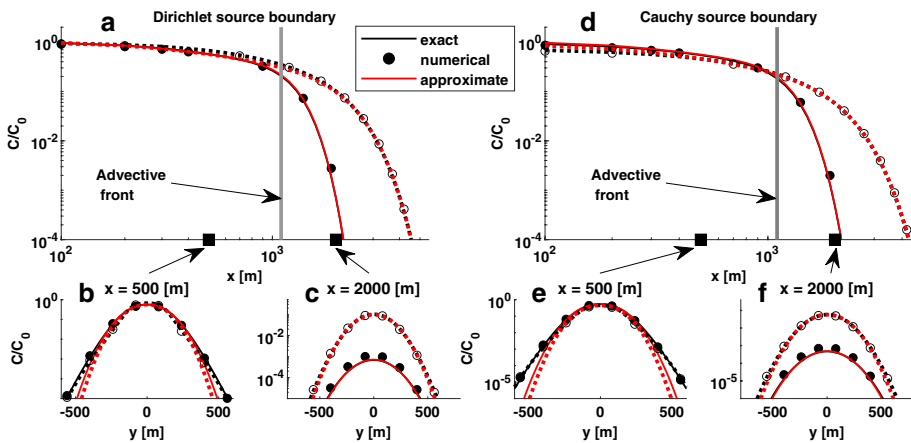 a Dirichlet source boundary
C/C0
10^0
10^-2
10^-4
10^2
10^3
x [m]
Advective
front
exact
numerical
approximate
d Cauchy source boundary
C/C0
10^0
10^-2
10^-4
10^2
10^3
x [m]
Advective
front
b x = 500 [m]
C/C0
10^0
-500 0 500
y [m]
c x = 2000 [m]
10^-1
10^-4
-500 0 500
y [m]
e x = 500 [m]
C/C0
10^0
10^-5
-500 0 500
y [m]
f x = 2000 [m]
10^-5
-500 0 500
y [m]